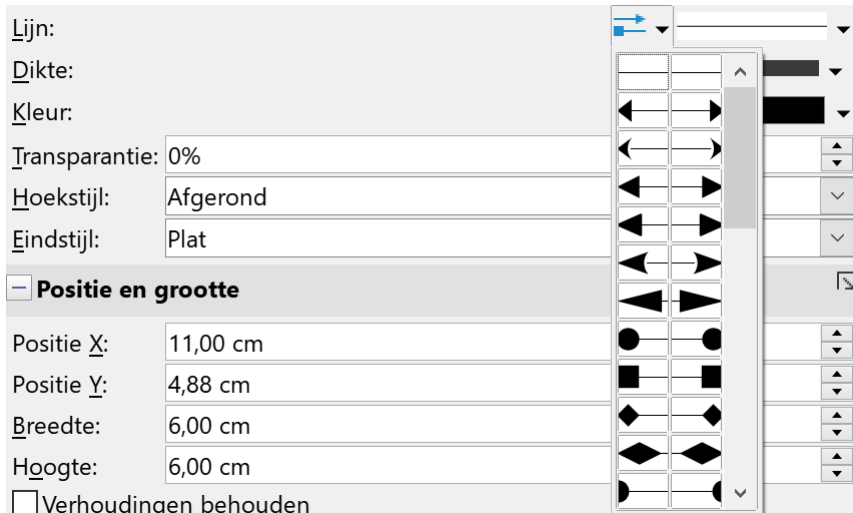 Lijn:
Dikte:
Kleur:
Transparantie: 0%
Hoekstijl: Afgerond
Eindstijl: Plat
Positie en grootte
Positie X: 11,00 cm
Positie Y: 4,88 cm
Breedte: 6,00 cm
Hoogte: 6,00 cm
Verhoudingen behouden